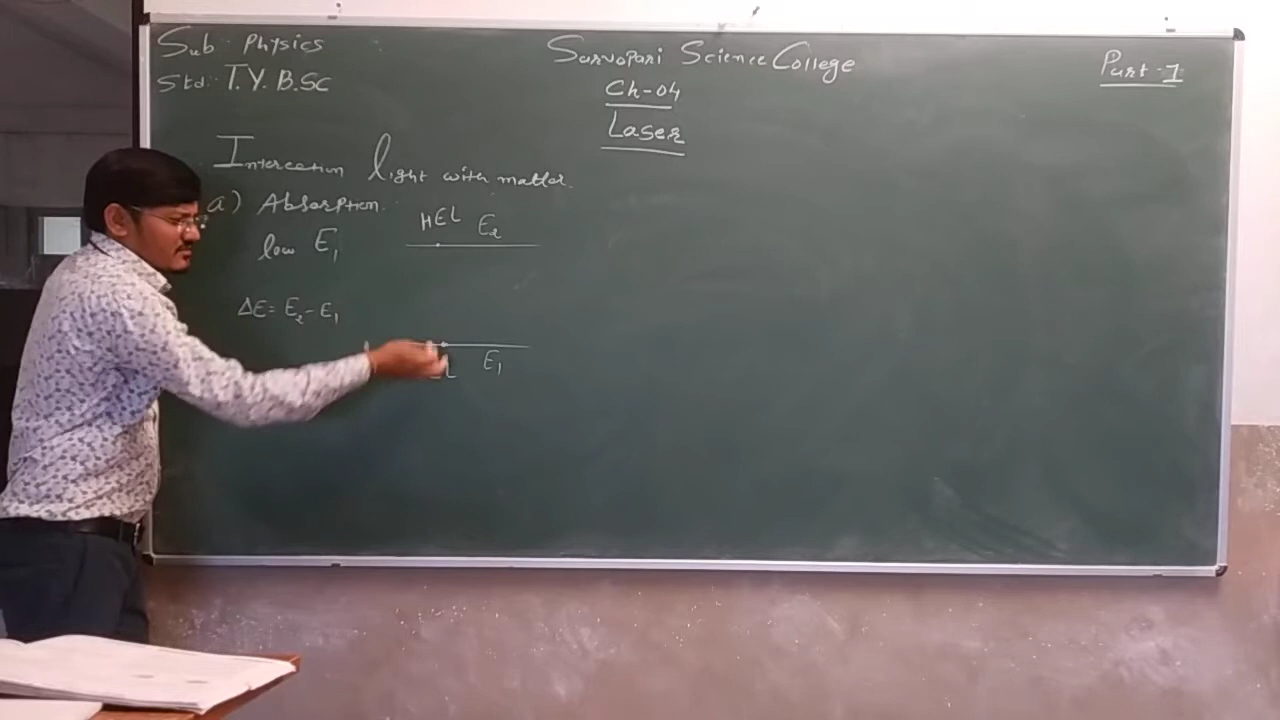 Sub: Physics
Std: T.Y. B.Sc
Sarvopari Science College
Ch-04
Laser
Part-1
Interection light with matter.
a) Absorption.
low E₁
ΔE = E₂ - E₁
HEL E₂
E₁